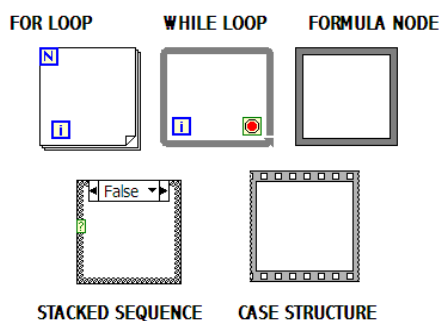 FOR LOOP
WHILE LOOP
FORMULA NODE
N
i
i
False
?
STACKED SEQUENCE
CASE STRUCTURE